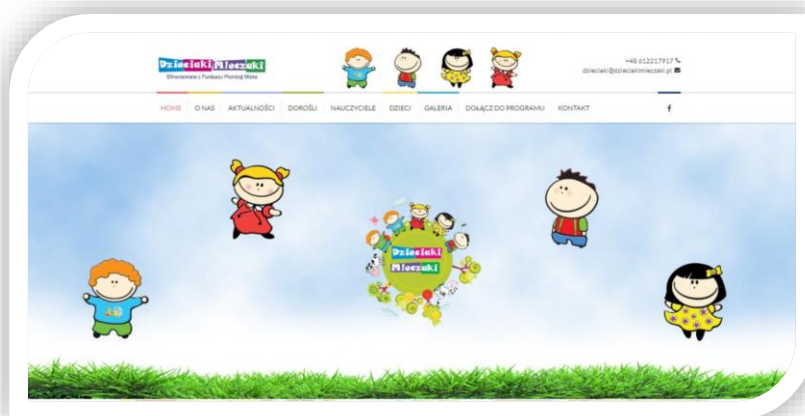 Dzieciaki Mleczaki
Sfinansowano z Funduszu Promocji Mleka
+48 612217917
dzieciaki@dzieciakimleczaki.pl
HOME O NAS AKTUALNOŚCI DOROŚLI NAUCZYCIELE DZIECI GALERIA DOŁĄCZ DO PROGRAMU KONTAKT f
Dzieciaki
Mleczaki